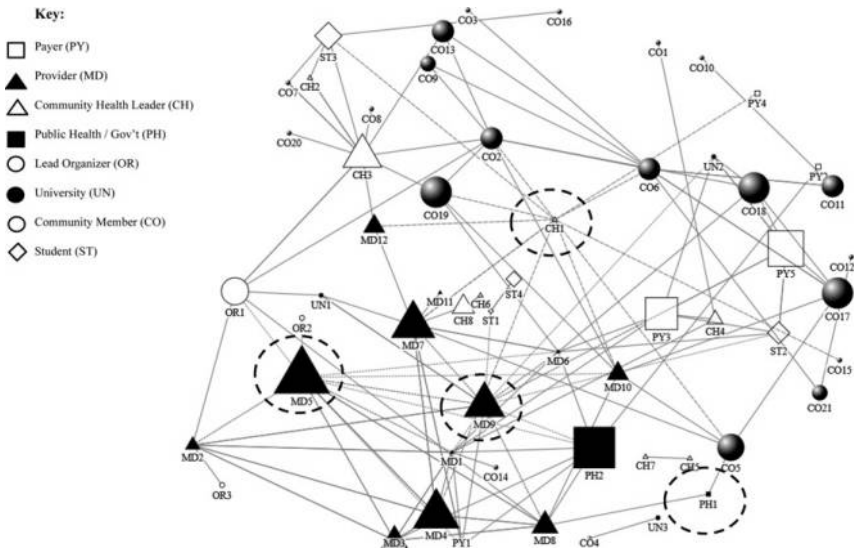 Key:
Payer (PY)
Provider (MD)
Community Health Leader (CH)
Public Health / Gov't (PH)
Lead Organizer (OR)
University (UN)
Community Member (CO)
Student (ST)
CO3
CO16
ST3
CO13
CO1
CO9
CO10
CO7
CH2
PY4
CO8
CO20
CO2
UN2
CH3
CO6
CO19
CO18
CO11
CH1
MD12
PY5
CO12
ST4
OR1
UN1
MD11
CH6
CO17
CH8
ST1
OR2
MD7
PY3
CH4
ST2
MD6
CO15
MD10
MD5
CO21
MD9
MD2
MD1
CO5
CH7
CH5
CO14
PH2
OR3
PH1
MD4
UN3
MD8
MD3
PY1
CO4